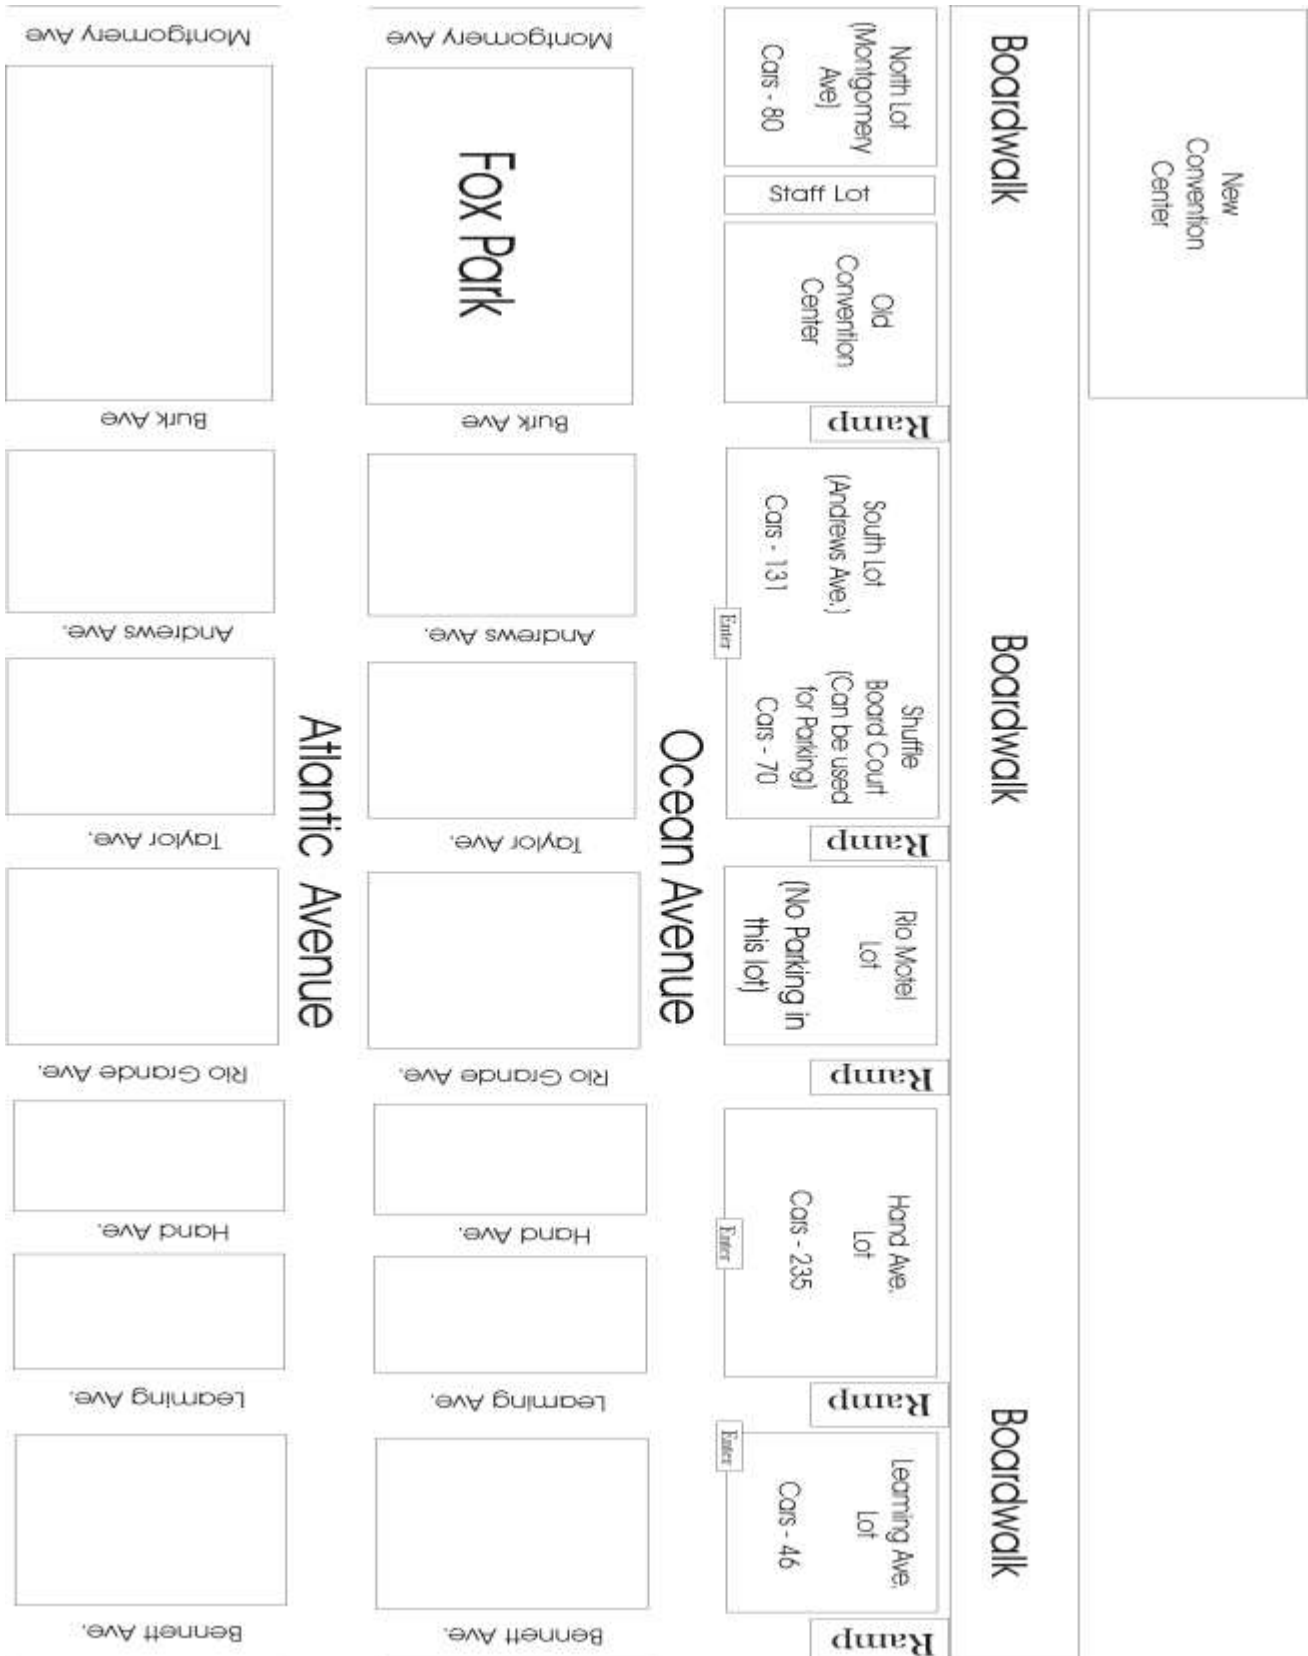 Montgomery Ave
Montgomery Ave
North Lot
(Montgomery
Ave)
Cars - 80
Boardwalk
New
Convention
Center
Fox Park
Staff Lot
Old
Convention
Center
Burk Ave
Burk Ave
Ramp
South Lot
(Andrews Ave.)
Cars - 131
Enter
Andrews Ave.
Andrews Ave.
Boardwalk
Shuffle
Board Court
(Can be used
for Parking)
Cars - 70
Atlantic Avenue
Ocean Avenue
Taylor Ave.
Taylor Ave.
Ramp
Rio Motel
Lot
(No Parking in
this lot)
Rio Grande Ave.
Rio Grande Ave.
Ramp
Hand Ave.
Lot
Cars - 235
Enter
Hand Ave.
Hand Ave.
Learning Ave.
Learning Ave.
Ramp
Enter
Learning Ave.
Lot
Cars - 46
Boardwalk
Bennett Ave.
Bennett Ave.
Ramp